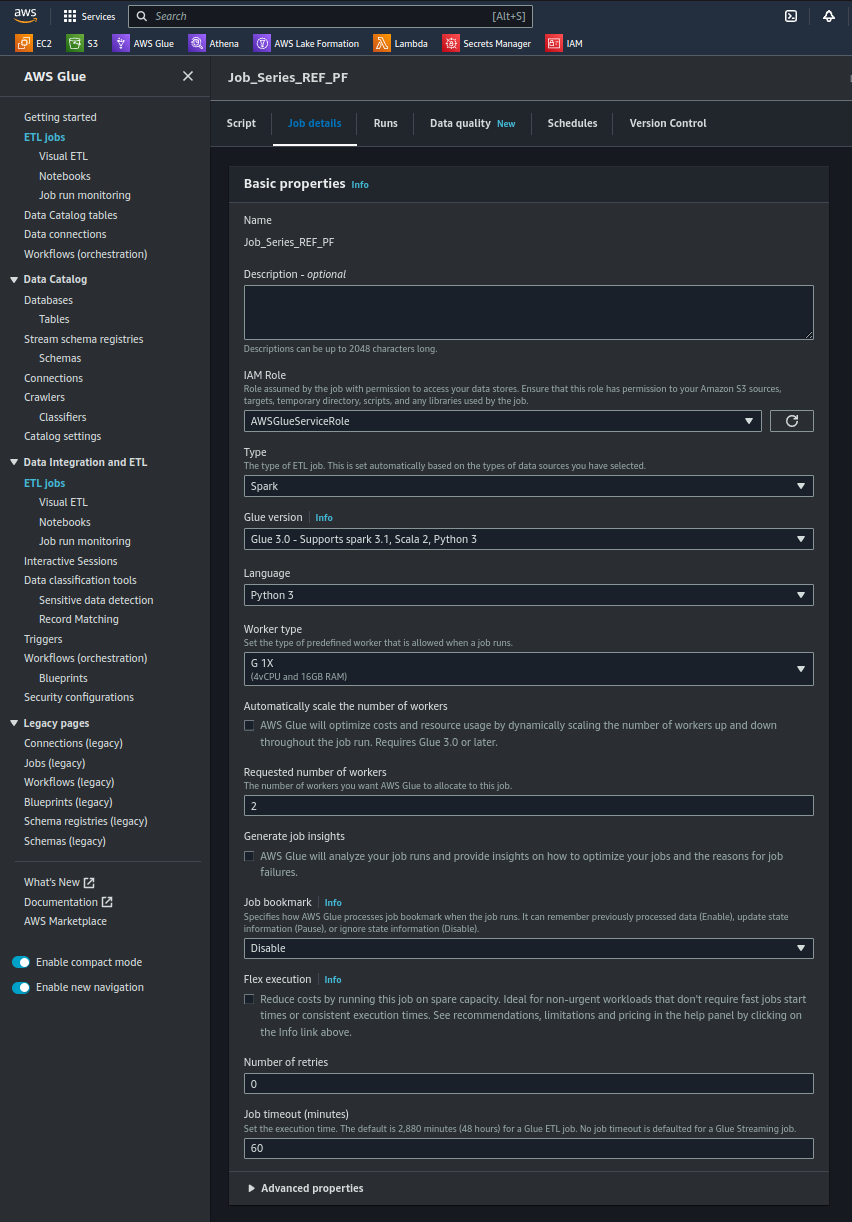 aws
Services
Search
[Alt+S]
EC2
S3
AWS Glue
Athena
AWS Lake Formation
Lambda
Secrets Manager
IAM
AWS Glue
Getting started
ETL jobs
Visual ETL
Notebooks
Job run monitoring
Data Catalog tables
Data connections
Workflows (orchestration)
Data Catalog
Databases
Tables
Stream schema registries
Schemas
Connections
Crawlers
Classifiers
Catalog settings
Data Integration and ETL
ETL jobs
Visual ETL
Notebooks
Job run monitoring
Interactive Sessions
Data classification tools
Sensitive data detection
Record Matching
Triggers
Workflows (orchestration)
Blueprints
Security configurations
Legacy pages
Connections (legacy)
Jobs (legacy)
Workflows (legacy)
Blueprints (legacy)
Schema registries (legacy)
Schemas (legacy)
What's New
Documentation
AWS Marketplace
Enable compact mode
Enable new navigation
Job_Series_REF_PF
Script
Job details
Runs
Data quality New
Schedules
Version Control
Basic properties Info
Name
Job_Series_REF_PF
Description - optional
Descriptions can be up to 2048 characters long.
IAM Role
Role assumed by the job with permission to access your data stores. Ensure that this role has permission to your Amazon S3 sources,
targets, temporary directory, scripts, and any libraries used by the job.
AWSGlueServiceRole
Type
The type of ETL job. This is set automatically based on the types of data sources you have selected.
Spark
Glue version Info
Glue 3.0 - Supports spark 3.1, Scala 2, Python 3
Language
Python 3
Worker type
Set the type of predefined worker that is allowed when a job runs.
G 1X
(4vCPU and 16GB RAM)
Automatically scale the number of workers
AWS Glue will optimize costs and resource usage by dynamically scaling the number of workers up and down
throughout the job run. Requires Glue 3.0 or later.
Requested number of workers
The number of workers you want AWS Glue to allocate to this job.
2
Generate job insights
AWS Glue will analyze your job runs and provide insights on how to optimize your jobs and the reasons for job
failures.
Job bookmark Info
Specifies how AWS Glue processes job bookmark when the job runs. It can remember previously processed data (Enable), update state
information (Pause), or ignore state information (Disable).
Disable
Flex execution Info
Reduce costs by running this job on spare capacity. Ideal for non-urgent workloads that don't require fast jobs start
times or consistent execution times. See recommendations, limitations and pricing in the help panel by clicking on
the Info link above.
Number of retries
0
Job timeout (minutes)
Set the execution time. The default is 2,880 minutes (48 hours) for a Glue ETL job. No job timeout is defaulted for a Glue Streaming job.
60
Advanced properties